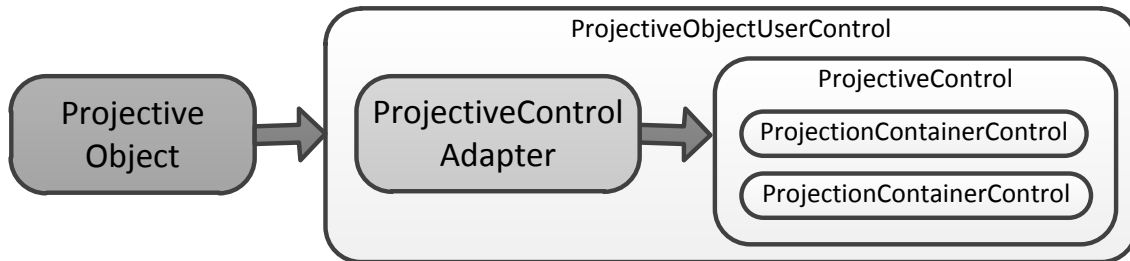 ProjectiveObjectUserControl
Projective
Object
ProjectiveControl
Adapter
ProjectiveControl
ProjectionContainerControl
ProjectionContainerControl